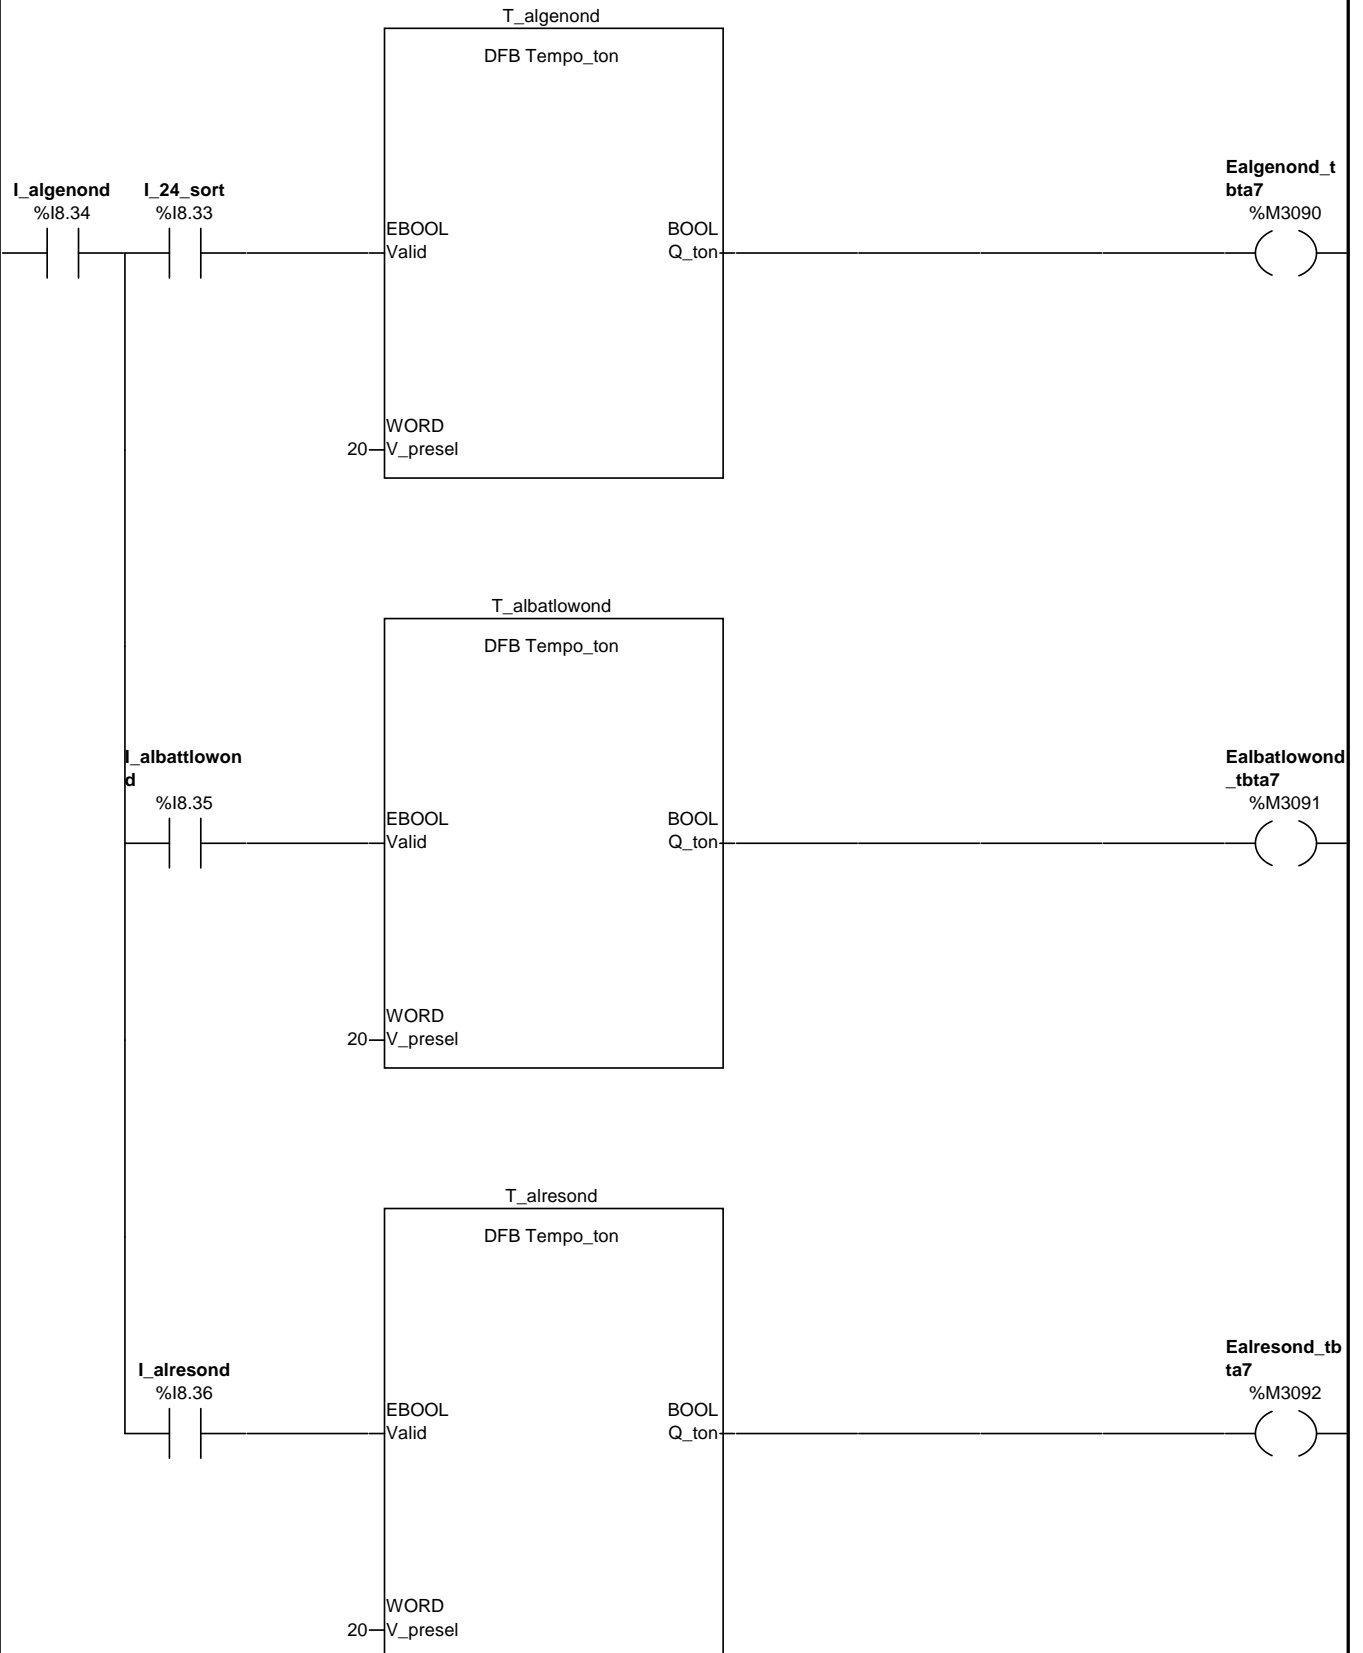 T_algenond
DFB Tempo_ton
Ealgenond_t
bta7
I_algenond I_24_sort
%I8.34 %I8.33 %M3090
EBOOL BOOL
Valid Q_ton
WORD
20 V_presel
T_albatlowond
DFB Tempo_ton
I_albattlowon Ealbatlowond
d _tbta7
%I8.35 %M3091
EBOOL BOOL
Valid Q_ton
WORD
20 V_presel
T_alresond
DFB Tempo_ton
Ealresond_tb
I_alresond ta7
%I8.36 %M3092
EBOOL BOOL
Valid Q_ton
WORD
20 V_presel